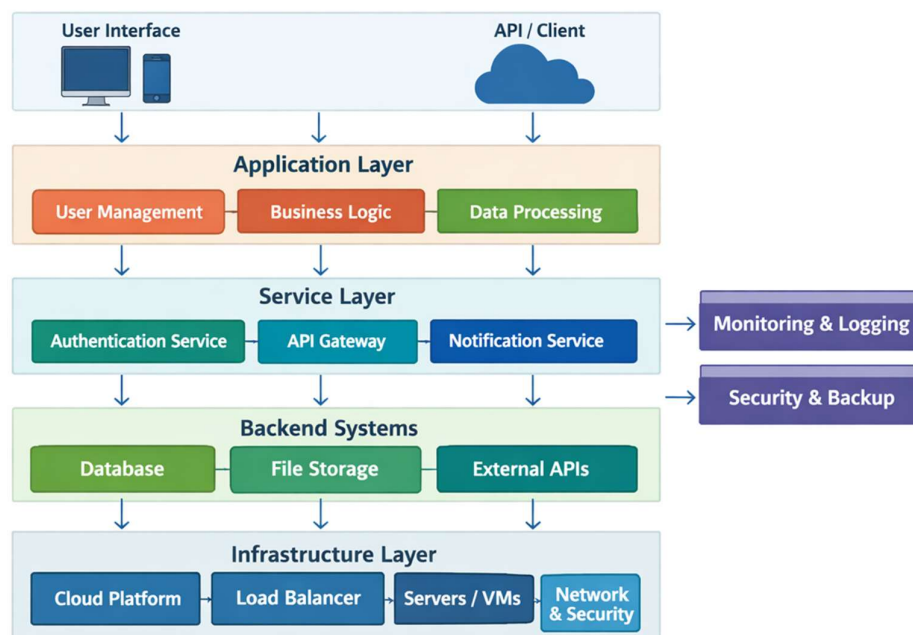 User Interface
API / Client
Application Layer
User Management
Business Logic
Data Processing
Service Layer
Authentication Service
API Gateway
Notification Service
Monitoring & Logging
Security & Backup
Backend Systems
Database
File Storage
External APIs
Infrastructure Layer
Cloud Platform
Load Balancer
Servers / VMs
Network
& Security